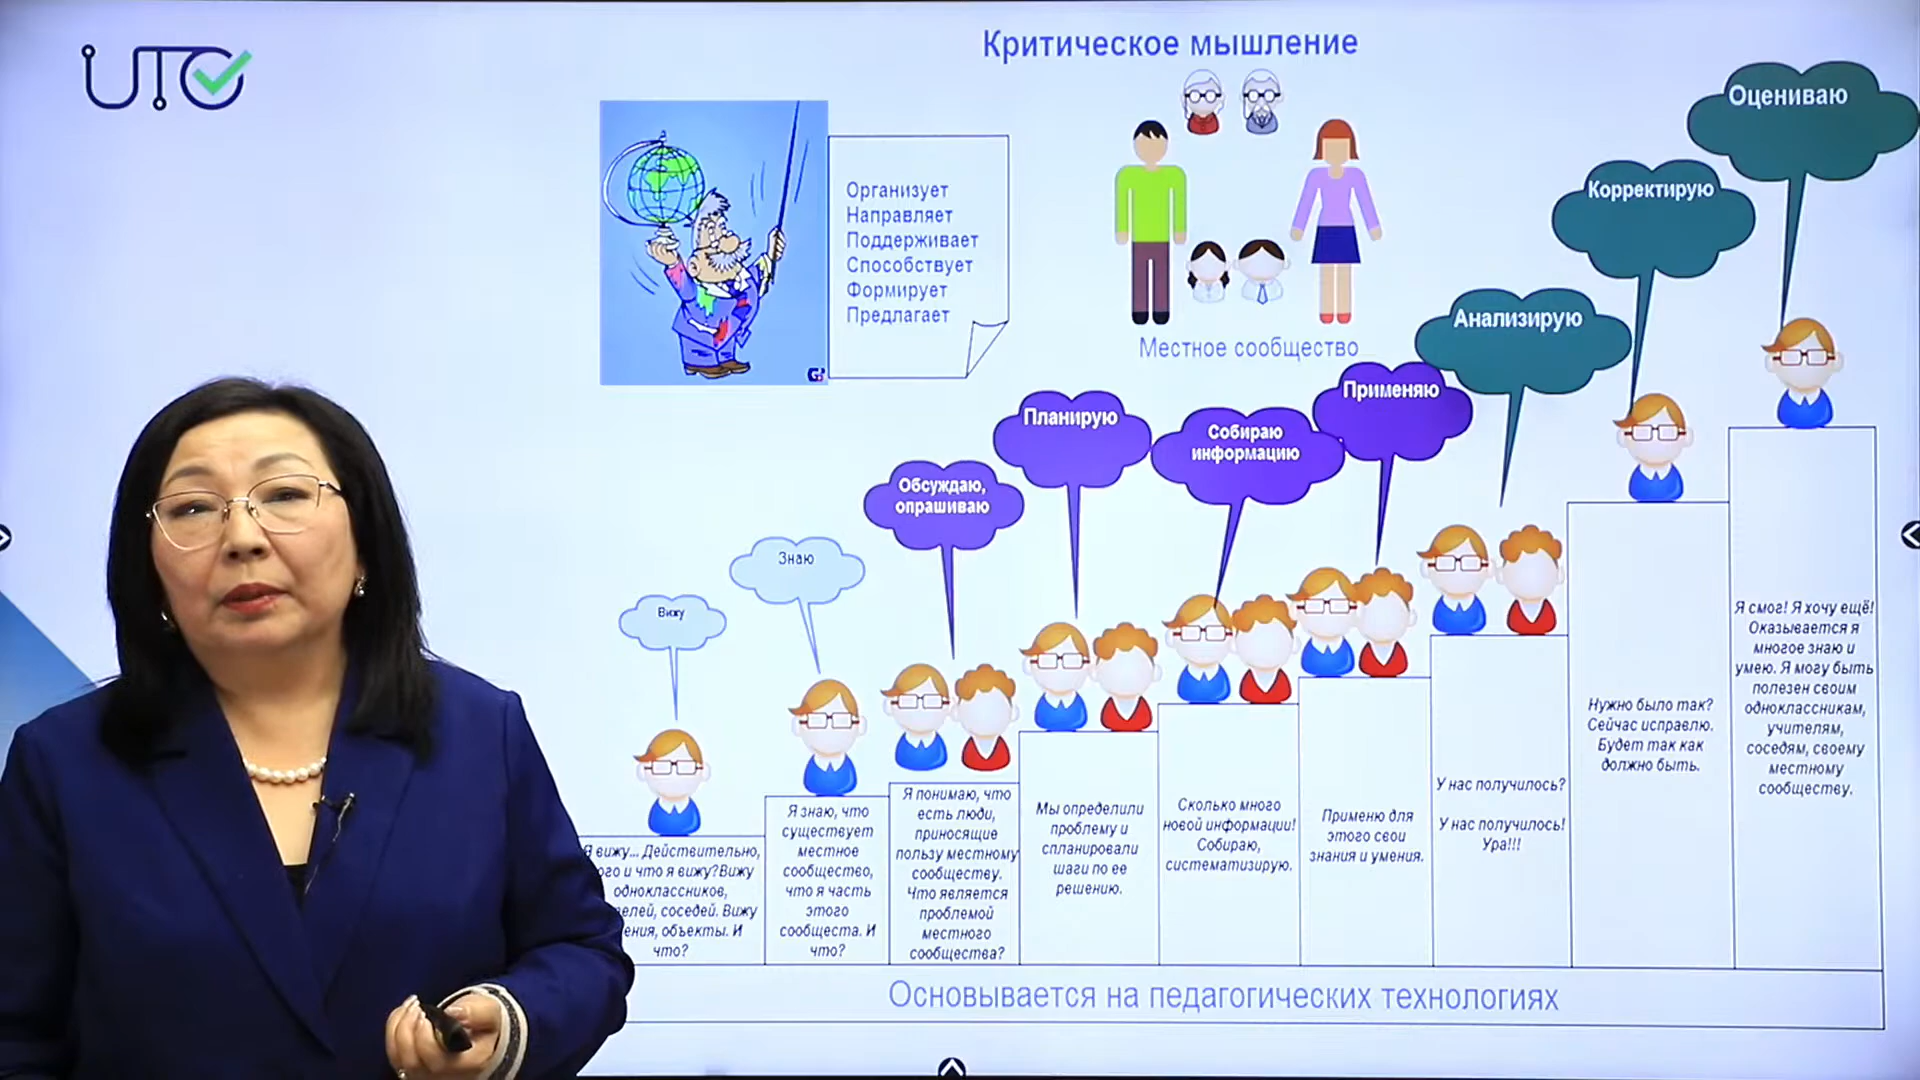 UTC
Критическое мышление
Организует
Направляет
Поддерживает
Способствует
Формирует
Предлагает
Местное сообщество
Вижу
Знаю
Обсуждаю,
опрашиваю
Планирую
Собираю
информацию
Применяю
Анализирую
Корректирую
Оцениваю
Я вижу... Действительно,
и что я вижу?Вижу
одноклассников,
соседей. Вижу
объекты. И
что?
Я знаю, что
существует
местное
сообщество,
что я часть
этого
сообщеста. И
что?
Я понимаю, что
есть люди,
приносящие
пользу местному
сообществу.
Что является
проблемой
местного
сообщества?
Мы определили
проблему и
спланировали
шаги по ее
решению.
Сколько много
новой информации!
Собираю,
систематизирую.
Применю для
этого свои
знания и умения.
У нас получилось?
У нас получилось!
Ура!!!
Нужно было так?
Сейчас исправлю.
Будет так как
должно быть.
Я смог! Я хочу ещё!
Оказывается я
многое знаю и
умею. Я могу быть
полезен своим
одноклассникам,
учителям,
соседям, своему
местному
сообществу.
Основывается на педагогических технологиях